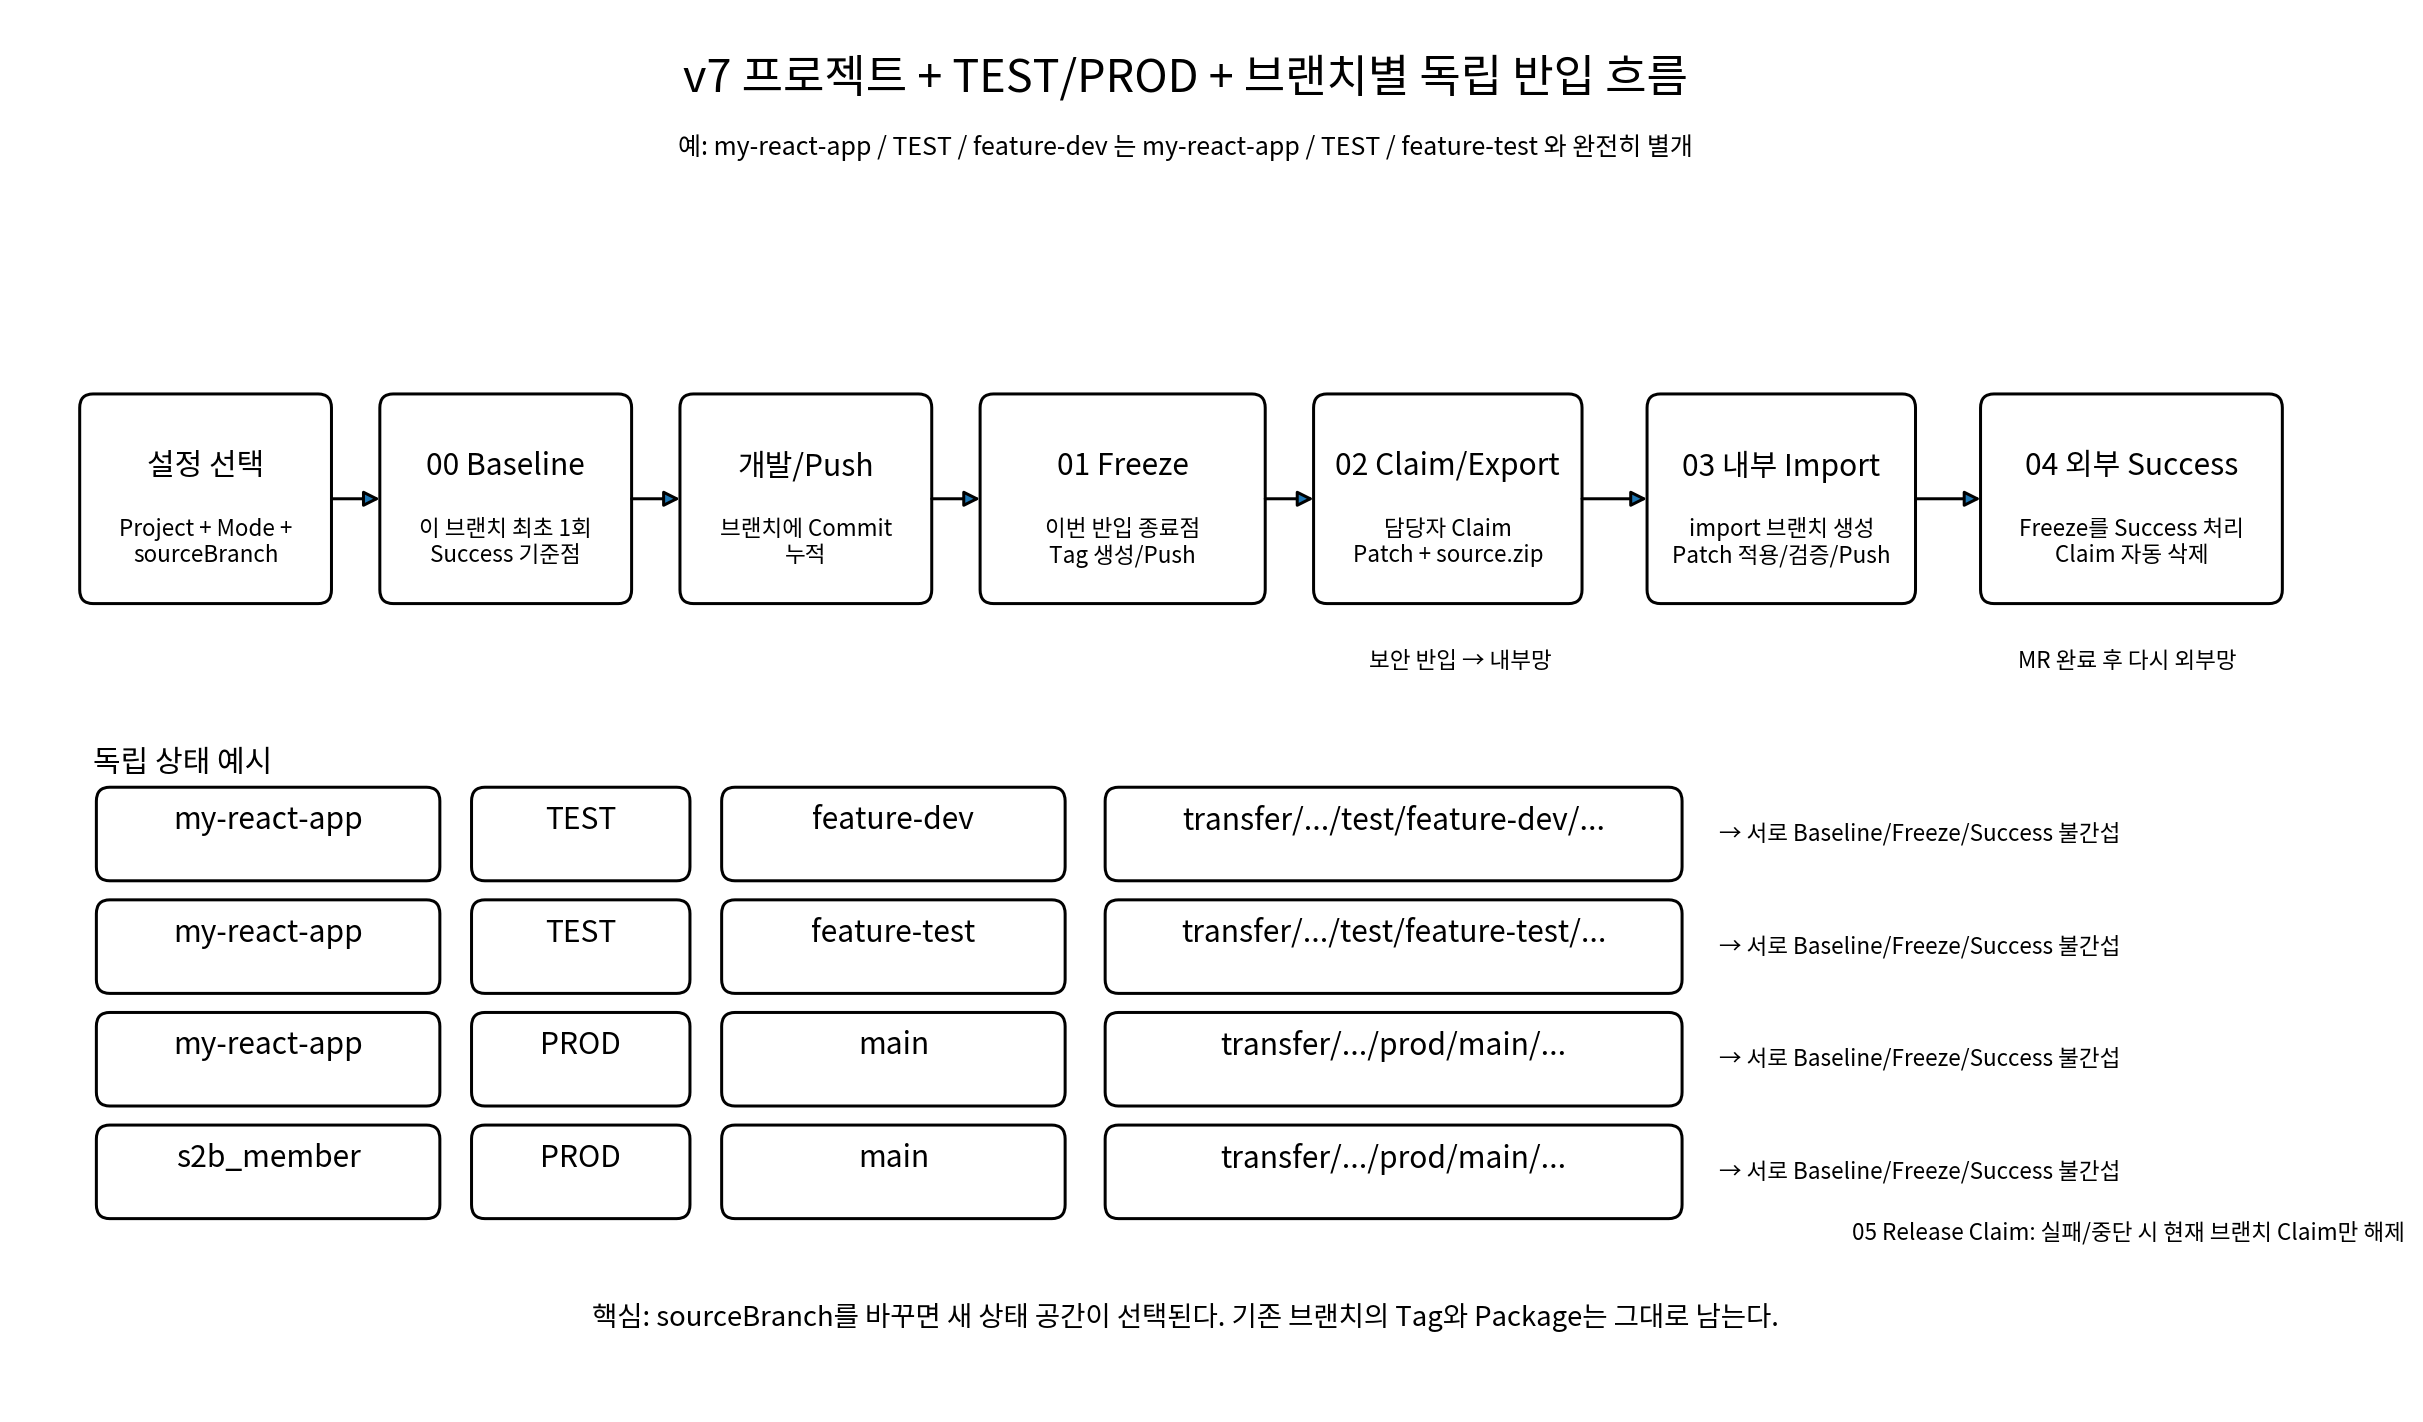 v7 프로젝트 + TEST/PROD + 브랜치별 독립 반입 흐름
예: my-react-app / TEST / feature-dev 는 my-react-app / TEST / feature-test 와 완전히 별개
설정 선택
Project + Mode +
sourceBranch
00 Baseline
이 브랜치 최초 1회
Success 기준점
개발/Push
브랜치에 Commit
누적
01 Freeze
이번 반입 종료점
Tag 생성/Push
02 Claim/Export
담당자 Claim
Patch + source.zip
03 내부 Import
import 브랜치 생성
Patch 적용/검증/Push
04 외부 Success
Freeze를 Success 처리
Claim 자동 삭제
보안 반입 → 내부망
MR 완료 후 다시 외부망
독립 상태 예시
my-react-app
TEST
feature-dev
transfer/.../test/feature-dev/...
→ 서로 Baseline/Freeze/Success 불간섭
my-react-app
TEST
feature-test
transfer/.../test/feature-test/...
→ 서로 Baseline/Freeze/Success 불간섭
my-react-app
PROD
main
transfer/.../prod/main/...
→ 서로 Baseline/Freeze/Success 불간섭
s2b_member
PROD
main
transfer/.../prod/main/...
→ 서로 Baseline/Freeze/Success 불간섭
05 Release Claim: 실패/중단 시 현재 브랜치 Claim만 해제
핵심: sourceBranch를 바꾸면 새 상태 공간이 선택된다. 기존 브랜치의 Tag와 Package는 그대로 남는다.